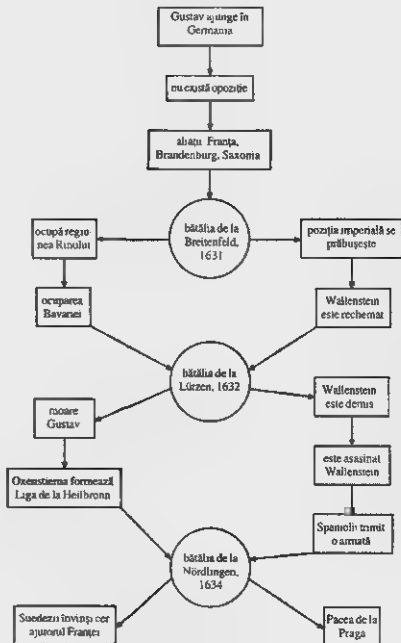 Gustav ajunge în
Germania
nu există opoziție
aliații Franța,
Brandenburg, Saxonia
bătălia de la
Breitenfeld,
1631
ocupă regiu-
nea Rinului
poziția imperială se
prăbușește
ocuparea
Bavariei
Wallenstein
este rechemat
bătălia de la
Lützen, 1632
moare
Gustav
Wallenstein
este demis
Oxenstierna formează
Liga de la Heilbronn
este asasinat
Wallenstein
Spaniolii trimit
o armată
bătălia de la
Nördlingen,
1634
Suedezii învinși cer
ajutorul Franței
Pacea de la
Praga